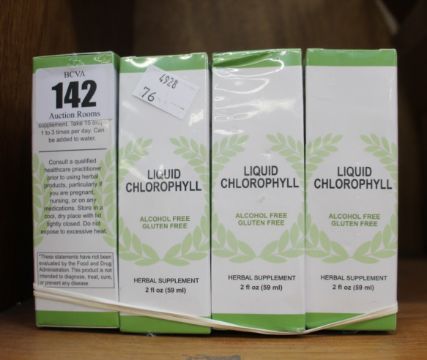 BCVA
142
Auction Rooms
supplement. Take 15
1 to 3 times per day. Can
be added to water.
Consult a qualified
healthcare practitioner
prior to using herbal
products, particularly if
you are pregnant,
nursing, or on any
medications. Store in a
cool, dry place with lid
tightly closed. Do not
expose to excessive heat.
*These statements have not been
evaluated by the Food and Drug
Administration. This product is not
intended to diagnose, treat, cure,
or prevent any disease.
4928
76
LIQUID
CHLOROPHYLL
ALCOHOL FREE
GLUTEN FREE
HERBAL SUPPLEMENT
2 fl oz (59 ml)
LIQUID
CHLOROPHYLL
ALCOHOL FREE
GLUTEN FREE
HERBAL SUPPLEMENT
2 fl oz (59 ml)
LIQUID
CHLOROPHYLL
ALCOHOL FREE
GLUTEN FREE
HERBAL SUPPLEMENT
2 fl oz (59 ml)